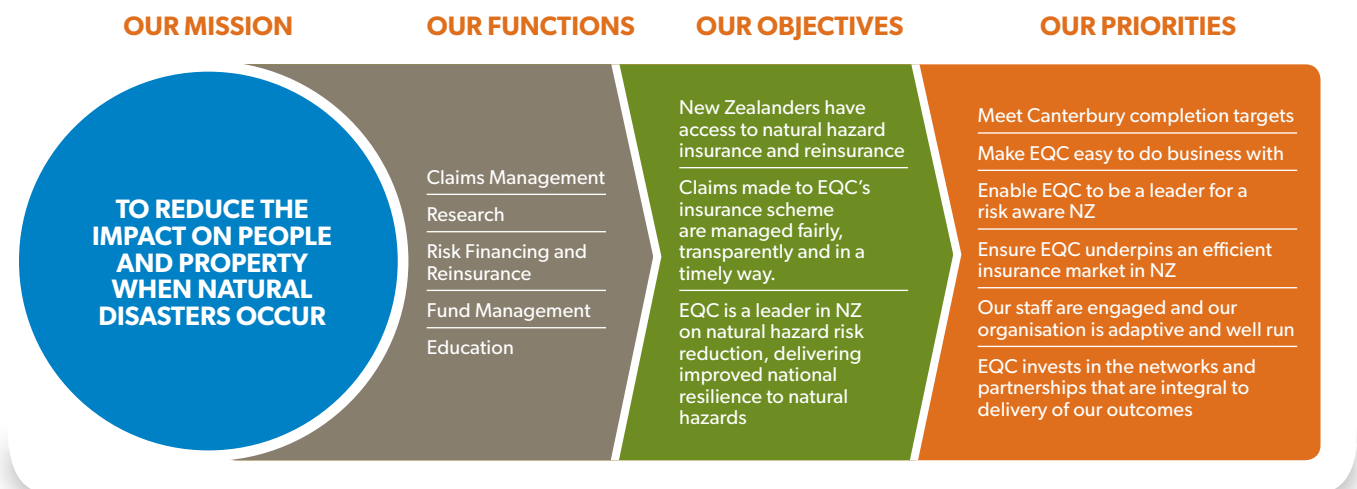 OUR MISSION
OUR FUNCTIONS
OUR OBJECTIVES
OUR PRIORITIES
TO REDUCE THE
IMPACT ON PEOPLE
AND PROPERTY
WHEN NATURAL
DISASTERS OCCUR
Claims Management
Research
Risk Financing and
Reinsurance
Fund Management
Education
New Zealanders have
access to natural hazard
insurance and reinsurance
Claims made to EQC’s
insurance scheme
are managed fairly,
transparently and in a
timely way.
EQC is a leader in NZ
on natural hazard risk
reduction, delivering
improved national
resilience to natural
hazards
Meet Canterbury completion targets
Make EQC easy to do business with
Enable EQC to be a leader for a
risk aware NZ
Ensure EQC underpins an efficient
insurance market in NZ
Our staff are engaged and our
organisation is adaptive and well run
EQC invests in the networks and
partnerships that are integral to
delivery of our outcomes